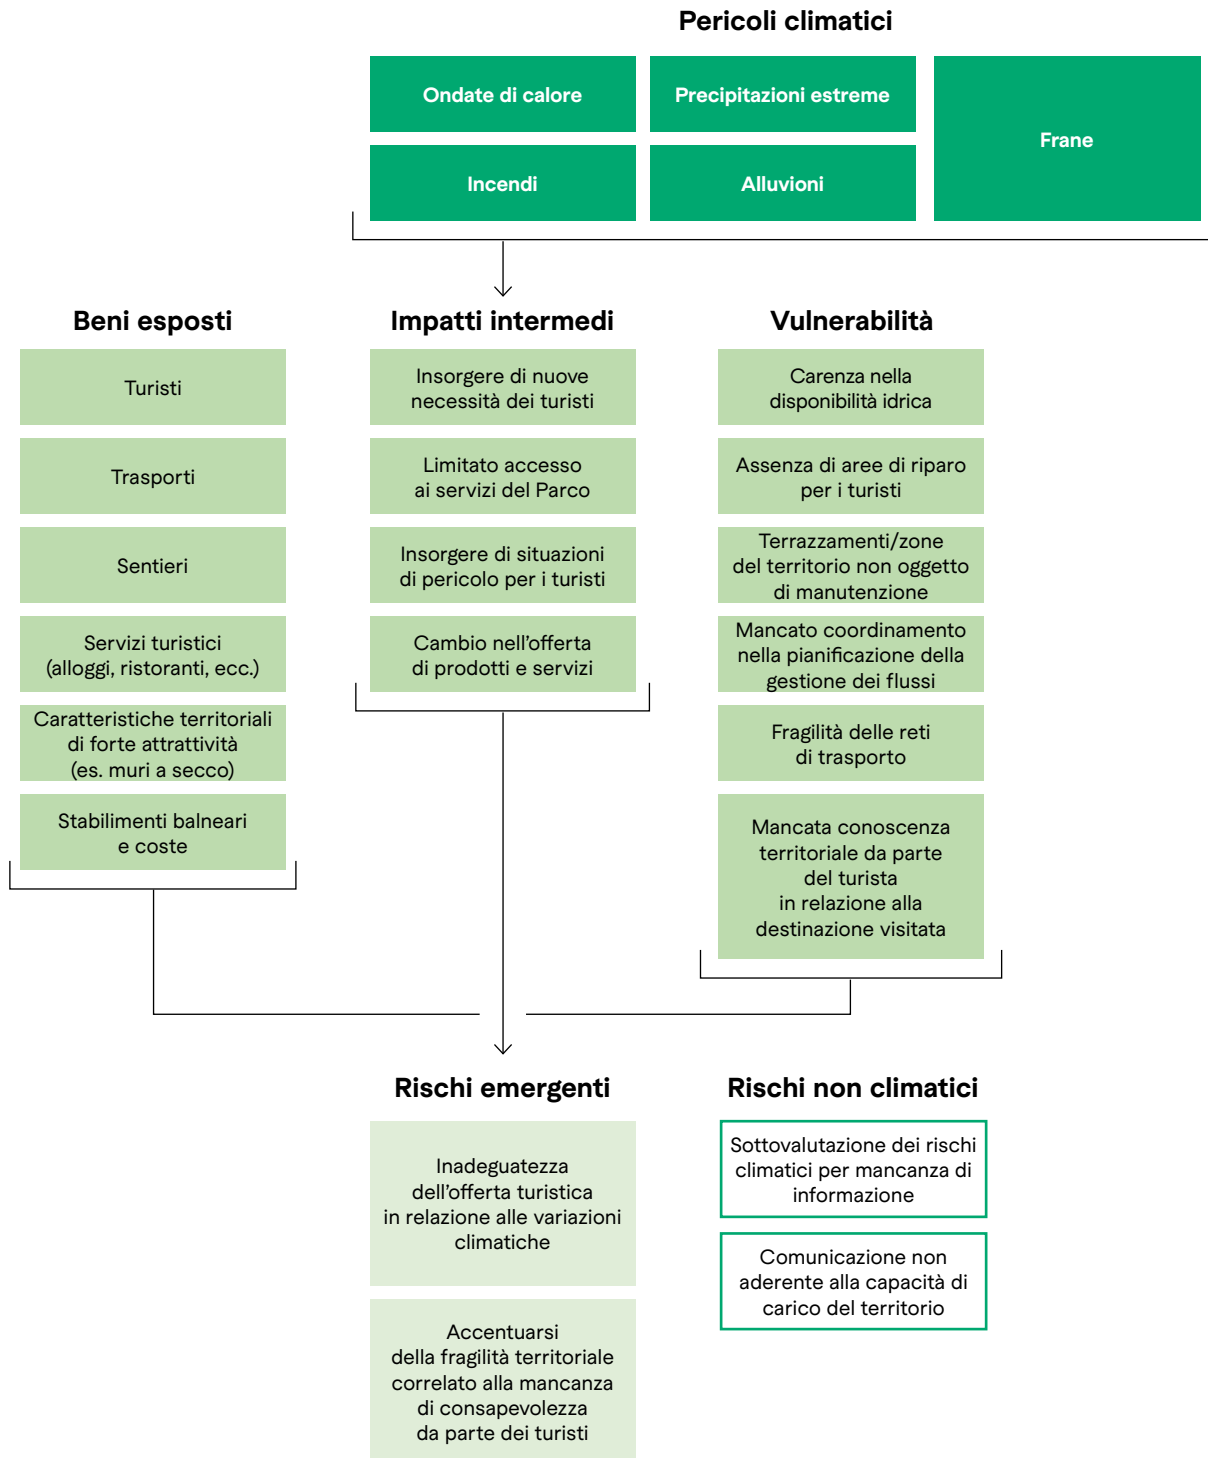 Pericoli climatici
Ondate di calore
Precipitazioni estreme
Frane
Incendi
Alluvioni
Beni esposti
Turisti
Trasporti
Sentieri
Servizi turistici
(alloggi, ristoranti, ecc.)
Caratteristiche territoriali
di forte attrattività
(es. muri a secco)
Stabilimenti balneari
e coste
Impatti intermedi
Insorgere di nuove
necessità dei turisti
Limitato accesso
ai servizi del Parco
Insorgere di situazioni
di pericolo per i turisti
Cambio nell’offerta
di prodotti e servizi
Vulnerabilità
Carenza nella
disponibilità idrica
Assenza di aree di riparo
per i turisti
Terrazzamenti/zone
del territorio non oggetto
di manutenzione
Mancato coordinamento
nella pianificazione della
gestione dei flussi
Fragilità delle reti
di trasporto
Mancata conoscenza
territoriale da parte
del turista
in relazione alla
destinazione visitata
Rischi emergenti
Inadeguatezza
dell’offerta turistica
in relazione alle variazioni
climatiche
Accentuarsi
della fragilità territoriale
correlato alla mancanza
di consapevolezza
da parte dei turisti
Rischi non climatici
Sottovalutazione dei rischi
climatici per mancanza di
informazione
Comunicazione non
aderente alla capacità di
carico del territorio